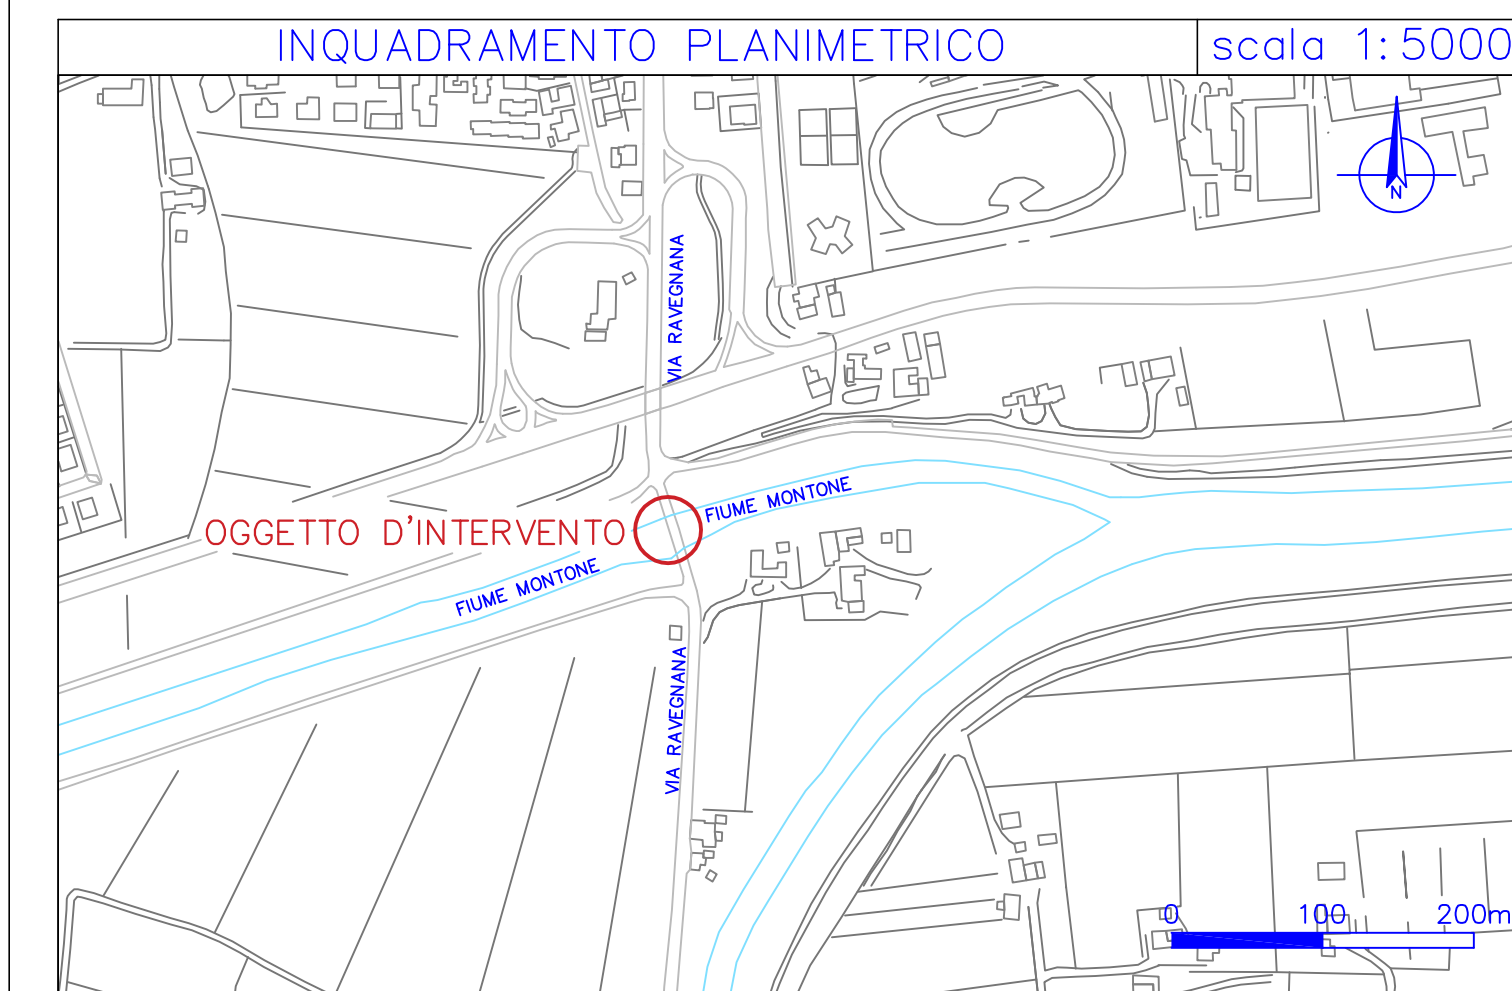 INQUADRAMENTO PLANIMETRICO
scala 1:5000
N
VIA RAVEGNANA
FIUME MONTONE
OGGETTO D'INTERVENTO
FIUME MONTONE
VIA RAVEGNANA
0 100 200m